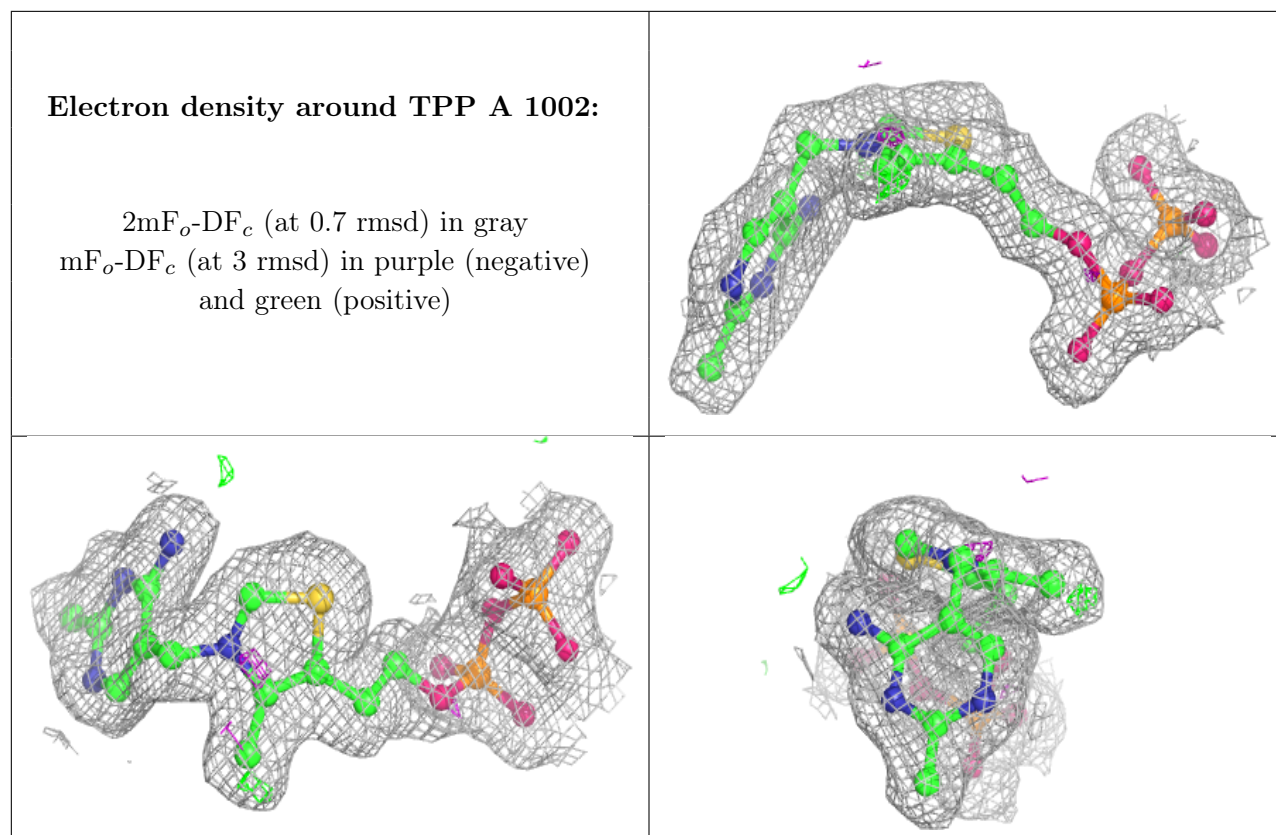 Electron density around TPP A 1002:
2mFo-DFc (at 0.7 rmsd) in gray
mFo-DFc (at 3 rmsd) in purple (negative)
and green (positive)